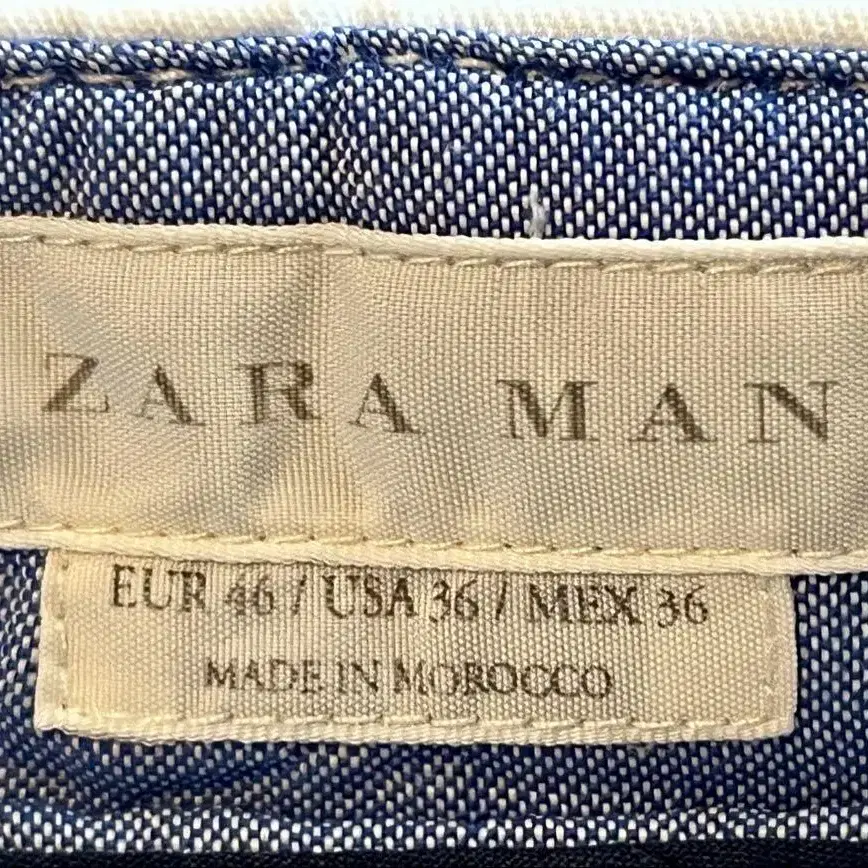 ZARA MAN
EUR 46 / USA 36 / MEX 36
MADE IN MOROCCO